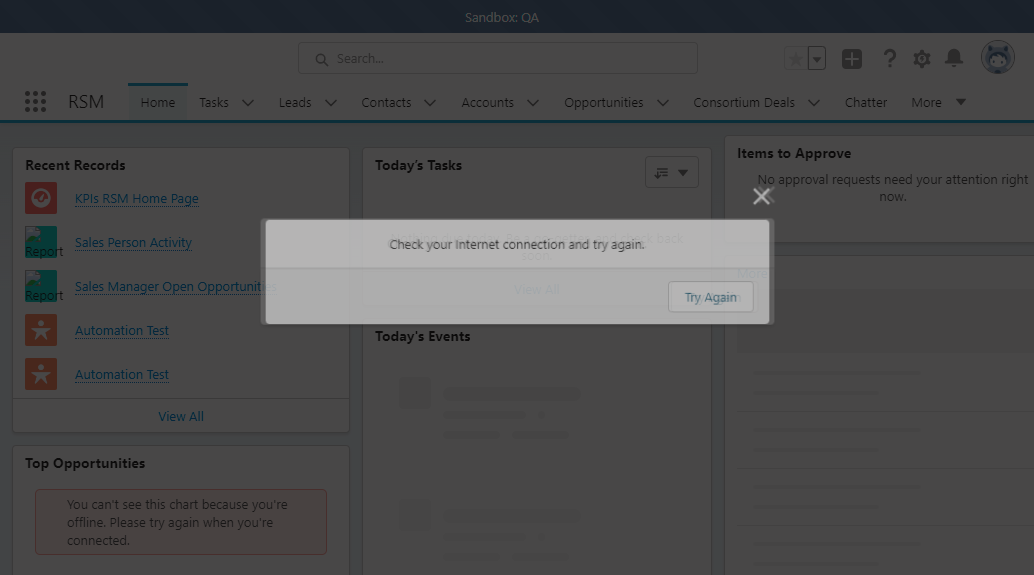 Sandbox: QA
Search...
RSM
Home
Tasks
Leads
Contacts
Accounts
Opportunities
Consortium Deals
Chatter
More
Recent Records
KPIs RSM Home Page
Sales Person Activity
Report
Sales Manager Open Opportunities
Report
Automation Test
Automation Test
View All
Top Opportunities
You can't see this chart because you're
offline. Please try again when you're
connected.
Today's Tasks
Check your Internet connection and try again.
View All
Try Again
Today's Events
Items to Approve
No approval requests need your attention right
now.